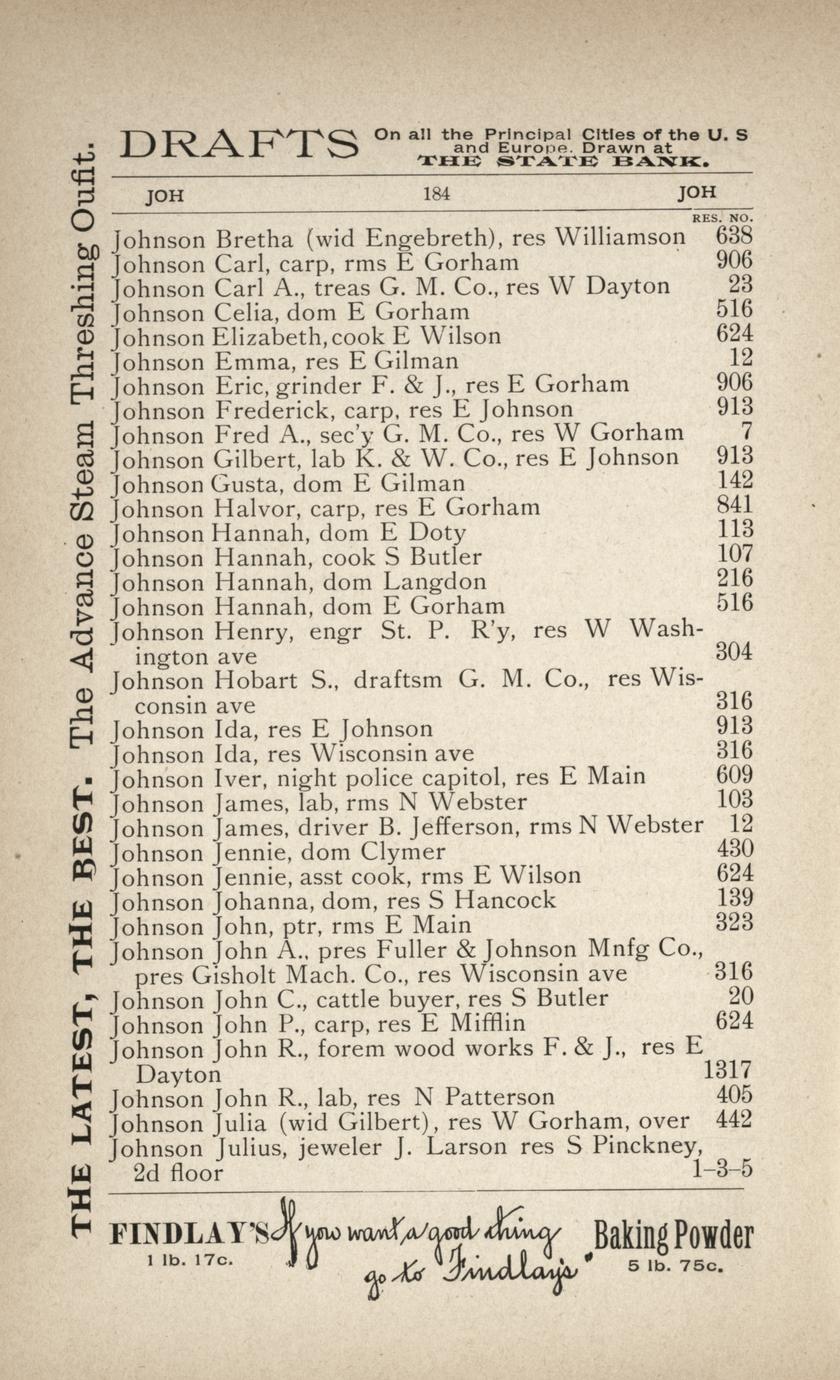 DRAFTS On all the Principal Cities of the U. S
and Europe. Drawn at
THE STATE BANK.
JOH 184 JOH
RES. NO.
Johnson Bretha (wid Engebreth), res Williamson 638
Johnson Carl, carp, rms E Gorham 906
Johnson Carl A., treas G. M. Co., res W Dayton 23
Johnson Celia, dom E Gorham 516
Johnson Elizabeth, cook E Wilson 624
Johnson Emma, res E Gilman 12
Johnson Eric, grinder F. & J., res E Gorham 906
Johnson Frederick, carp, res E Johnson 913
Johnson Fred A., sec'y G. M. Co., res W Gorham 7
Johnson Gilbert, lab K. & W. Co., res E Johnson 913
Johnson Gusta, dom E Gilman 142
Johnson Halvor, carp, res E Gorham 841
Johnson Hannah, dom E Doty 113
Johnson Hannah, cook S Butler 107
Johnson Hannah, dom Langdon 216
Johnson Hannah, dom E Gorham 516
Johnson Henry, engr St. P. R'y, res W Wash-
ington ave 304
Johnson Hobart S., draftsm G. M. Co., res Wis-
consin ave 316
Johnson Ida, res E Johnson 913
Johnson Ida, res Wisconsin ave 316
Johnson Iver, night police capitol, res E Main 609
Johnson James, lab, rms N Webster 103
Johnson James, driver B. Jefferson, rms N Webster 12
Johnson Jennie, dom Clymer 430
Johnson Jennie, asst cook, rms E Wilson 624
Johnson Johanna, dom, res S Hancock 139
Johnson John, ptr, rms E Main 323
Johnson John A., pres Fuller & Johnson Mnfg Co.,
pres Gisholt Mach. Co., res Wisconsin ave 316
Johnson John C., cattle buyer, res S Butler 20
Johnson John P., carp, res E Mifflin 624
Johnson John R., forem wood works F. & J., res E
Dayton 1317
Johnson John R., lab, res N Patterson 405
Johnson Julia (wid Gilbert), res W Gorham, over 442
Johnson Julius, jeweler J. Larson res S Pinckney,
2d floor 1-3-5
FINDLAY'S If you want a good thing Baking Powder
1 lb. 17c. go to Findlay's 5 lb. 75c.
THE LATEST, THE BEST. The Advance Steam Threshing Oufit.